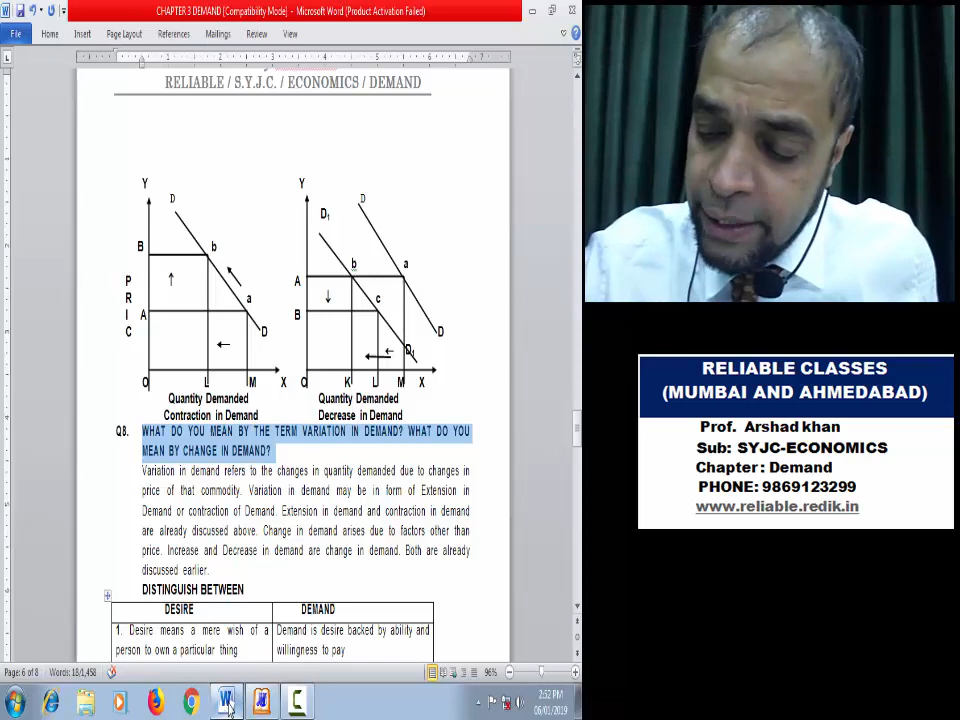 CHAPTER 3 DEMAND [Compatibility Mode] - Microsoft Word (Product Activation Failed)
File Home Insert Page Layout References Mailings Review View
RELIABLE / S.Y.J.C. / ECONOMICS / DEMAND
Y D B b P R I C A a D O L M X
Quantity Demanded
Contraction in Demand
Y D D₁ b a A B c D D₁ O K L M X
Quantity Demanded
Decrease in Demand
Q8. WHAT DO YOU MEAN BY THE TERM VARIATION IN DEMAND? WHAT DO YOU
MEAN BY CHANGE IN DEMAND?
Variation in demand refers to the changes in quantity demanded due to changes in
price of that commodity. Variation in demand may be in form of Extension in
Demand or contraction of Demand. Extension in demand and contraction in demand
are already discussed above. Change in demand arises due to factors other than
price. Increase and Decrease in demand are change in demand. Both are already
discussed earlier.
DISTINGUISH BETWEEN
DESIRE DEMAND
1. Desire means a mere wish of a person to own a particular thing
Demand is desire backed by ability and willingness to pay
Page: 6 of 8 Words: 18/1,458 96%
2:52 PM
06/01/2019
RELIABLE CLASSES
(MUMBAI AND AHMEDABAD)
Prof. Arshad khan
Sub: SYJC-ECONOMICS
Chapter : Demand
PHONE: 9869123299
www.reliable.redik.in